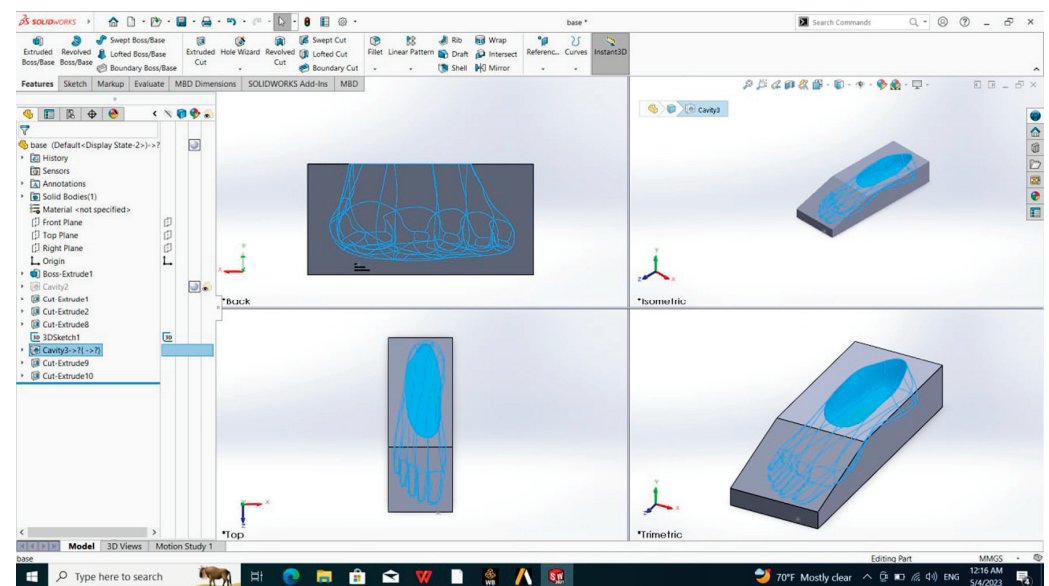 SOLIDWORKS
base *
Search Commands
Extruded Boss/Base
Revolved Boss/Base
Swept Boss/Base
Lofted Boss/Base
Boundary Boss/Base
Extruded Cut
Hole Wizard
Revolved Cut
Swept Cut
Lofted Cut
Boundary Cut
Fillet
Linear Pattern
Rib
Draft
Shell
Wrap
Intersect
Mirror
Referenc...
Curves
Instant3D
Features Sketch Markup Evaluate MBD Dimensions SOLIDWORKS Add-Ins MBD
Cavity3
base (Default<Display State-2>)->?
History
Sensors
Annotations
Solid Bodies(1)
Material <not specified>
Front Plane
Top Plane
Right Plane
Origin
Boss-Extrude1
Cavity2
Cut-Extrude1
Cut-Extrude2
Cut-Extrude8
3DSketch1
Cavity3->?( ->?)
Cut-Extrude9
Cut-Extrude10
Y
X
*Back
Y
Z X
*Isometric
X
Z
*Top
Y
X
*Trimetric
Model 3D Views Motion Study 1
base
Editing Part
MMGS
Type here to search
WB
SW
70°F Mostly clear
ENG
12:16 AM
5/4/2023